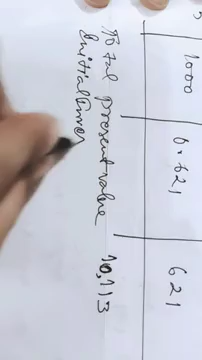 1000 0.621 621
Total present value 10,113
Initial Inves